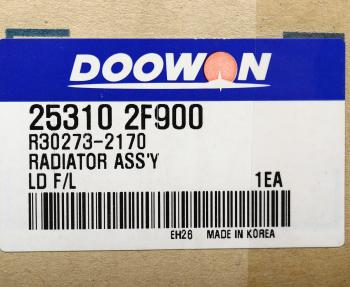 DOOWON
25310 2F900
R30273-2170
RADIATOR ASS'Y
LD F/L 1EA
EH26 MADE IN KOREA